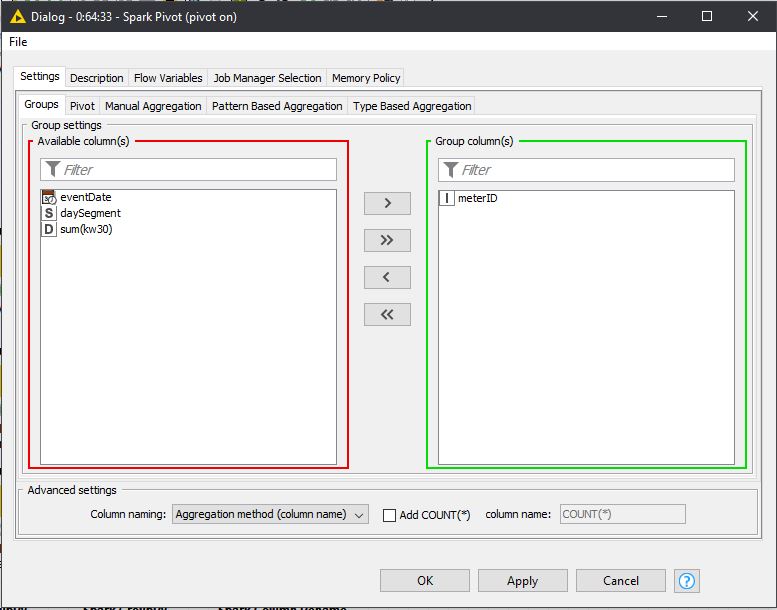 Dialog - 0:64:33 - Spark Pivot (pivot on)
File
Settings Description Flow Variables Job Manager Selection Memory Policy
Groups Pivot Manual Aggregation Pattern Based Aggregation Type Based Aggregation
Group settings
Available column(s) Group column(s)
Filter Filter
eventDate I meterID
S daySegment
D sum(kw30)
>
>>
<
<<
Advanced settings
Column naming: Aggregation method (column name) Add COUNT(*) column name: COUNT(*)
OK Apply Cancel ?